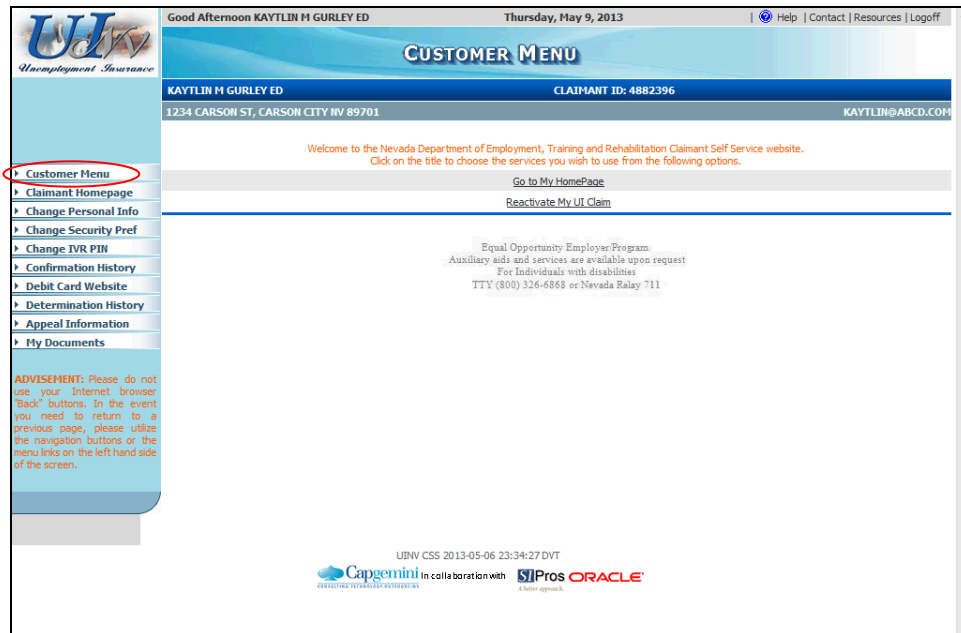 Good Afternoon KAYTLIN M GURLEY ED Thursday, May 9, 2013 | Help | Contact | Resources | Logoff
UInv
Unemployment Insurance
CUSTOMER MENU
KAYTLIN M GURLEY ED CLAIMANT ID: 4882396
1234 CARSON ST, CARSON CITY NV 89701 KAYTLIN@ABCD.COM
Welcome to the Nevada Department of Employment, Training and Rehabilitation Claimant Self Service website.
Click on the title to choose the services you wish to use from the following options.
Go to My HomePage
Reactivate My UI Claim
Equal Opportunity Employer/Program.
Auxiliary aids and services are available upon request
For Individuals with disabilities
TTY (800) 326-6868 or Nevada Relay 711
Customer Menu
Claimant Homepage
Change Personal Info
Change Security Pref
Change IVR PIN
Confirmation History
Debit Card Website
Determination History
Appeal Information
My Documents
ADVISEMENT: Please do not
use your Internet browser
"Back" buttons. In the event
you need to return to a
previous page, please utilize
the navigation buttons or the
menu links on the left hand side
of the screen.
UINV CSS 2013-05-06 23:34:27 DVT
Capgemini In collaboration with SIPros ORACLE
CONSULTING.TECHNOLOGY.OUTSOURCING A better approach.